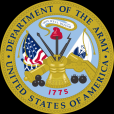 DEPARTMENT OF THE ARMY
1775
UNITED STATES OF AMERICA